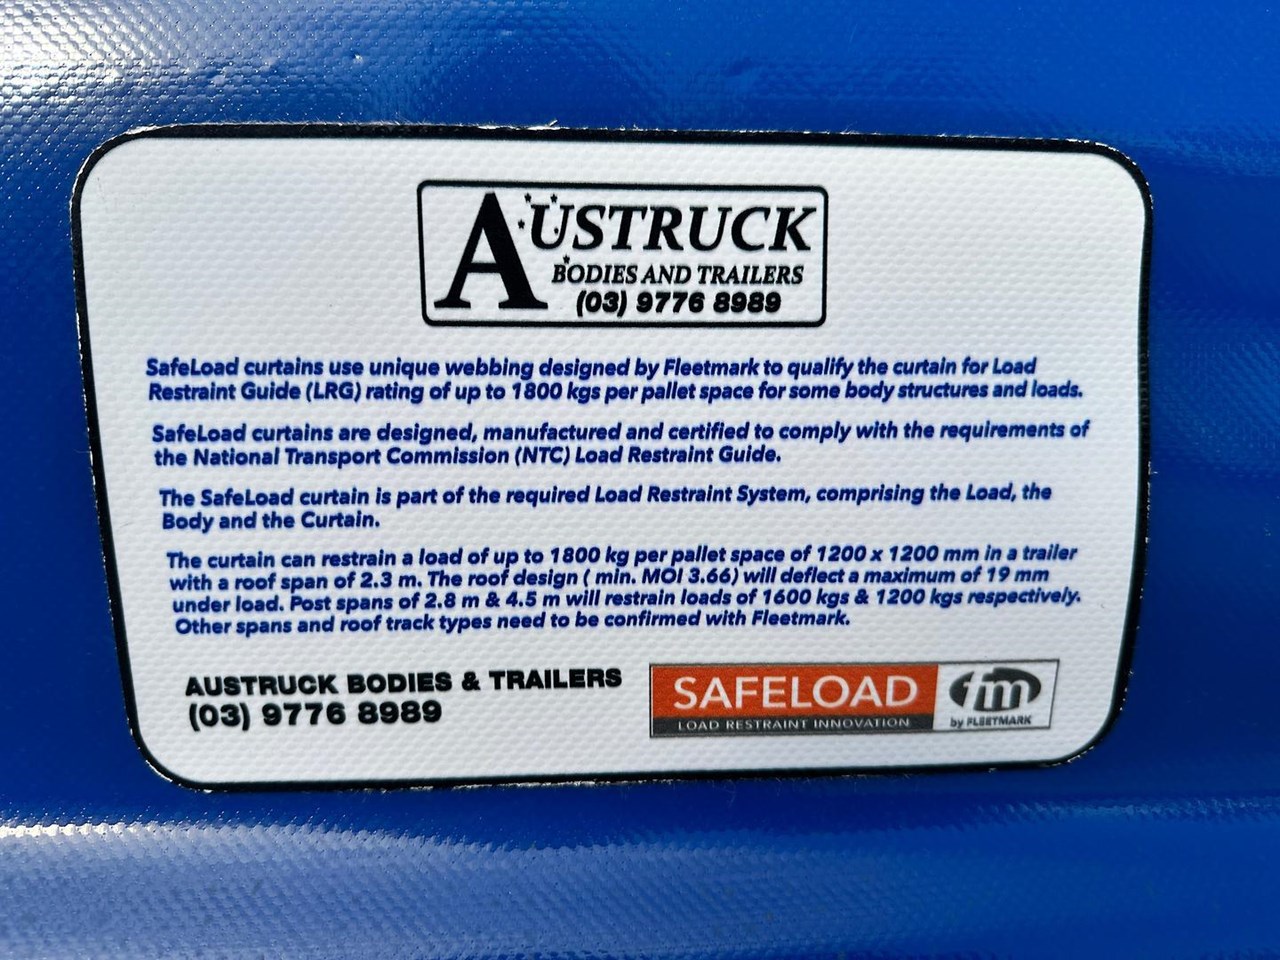 AUSTRUCK
BODIES AND TRAILERS
(03) 9776 8989
SafeLoad curtains use unique webbing designed by Fleetmark to qualify the curtain for Load
Restraint Guide (LRG) rating of up to 1800 kgs per pallet space for some body structures and loads.
SafeLoad curtains are designed, manufactured and certified to comply with the requirements of
the National Transport Commission (NTC) Load Restraint Guide.
The SafeLoad curtain is part of the required Load Restraint System, comprising the Load, the
Body and the Curtain.
The curtain can restrain a load of up to 1800 kg per pallet space of 1200 x 1200 mm in a trailer
with a roof span of 2.3 m. The roof design ( min. MOI 3.66) will deflect a maximum of 19 mm
under load. Post spans of 2.8 m & 4.5 m will restrain loads of 1600 kgs & 1200 kgs respectively.
Other spans and roof track types need to be confirmed with Fleetmark.
AUSTRUCK BODIES & TRAILERS
(03) 9776 8989
SAFELOAD
LOAD RESTRAINT INNOVATION
fm
by FLEETMARK